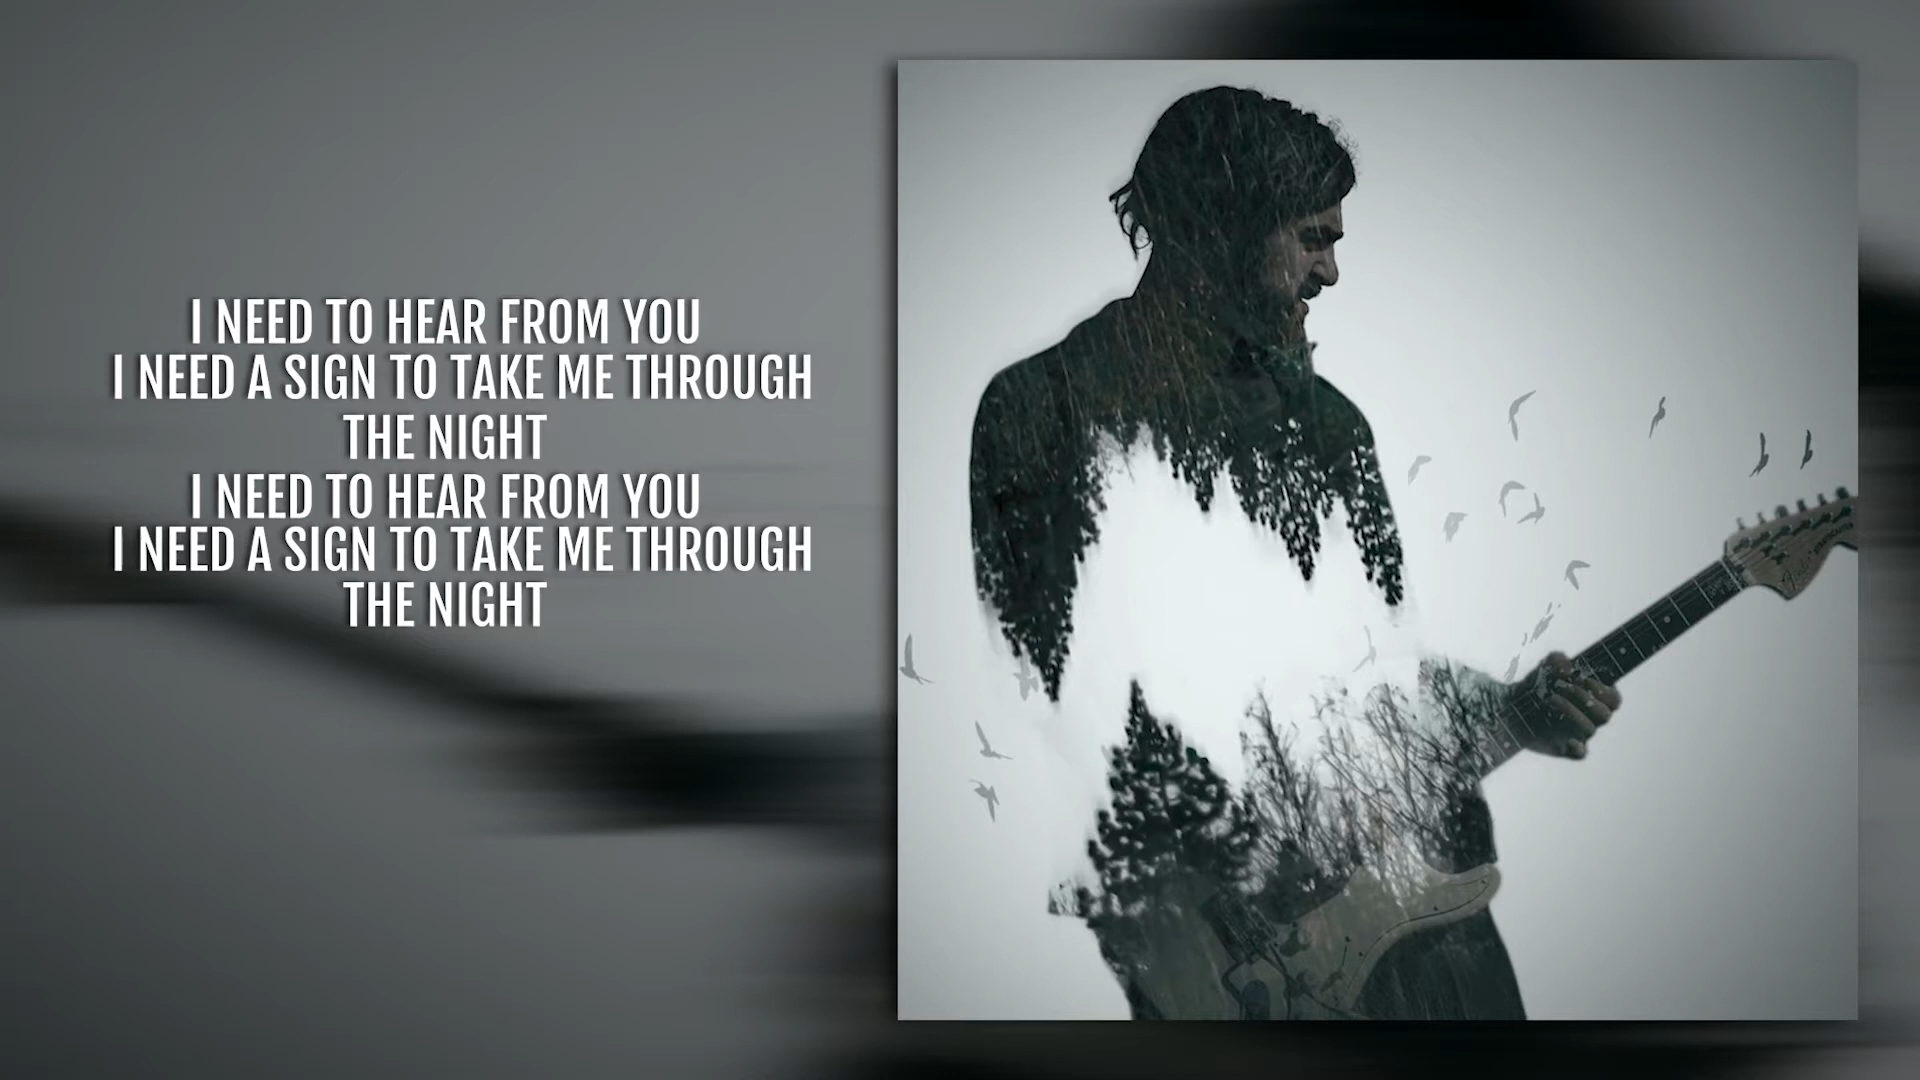 I NEED TO HEAR FROM YOU
I NEED A SIGN TO TAKE ME THROUGH
THE NIGHT
I NEED TO HEAR FROM YOU
I NEED A SIGN TO TAKE ME THROUGH
THE NIGHT